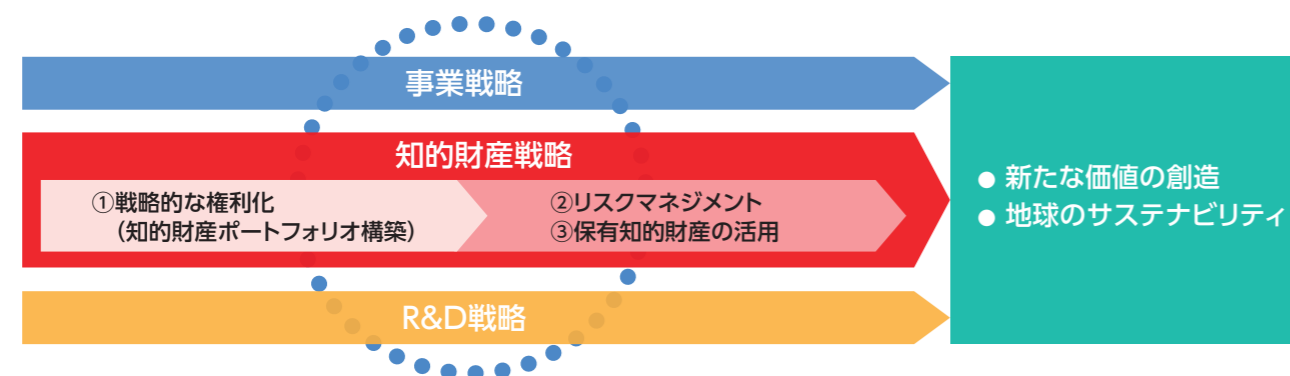 事業戦略
知的財産戦略
①戦略的な権利化
（知的財産ポートフォリオ構築）
②リスクマネジメント
③保有知的財産の活用
R&D戦略
● 新たな価値の創造
● 地球のサステナビリティ